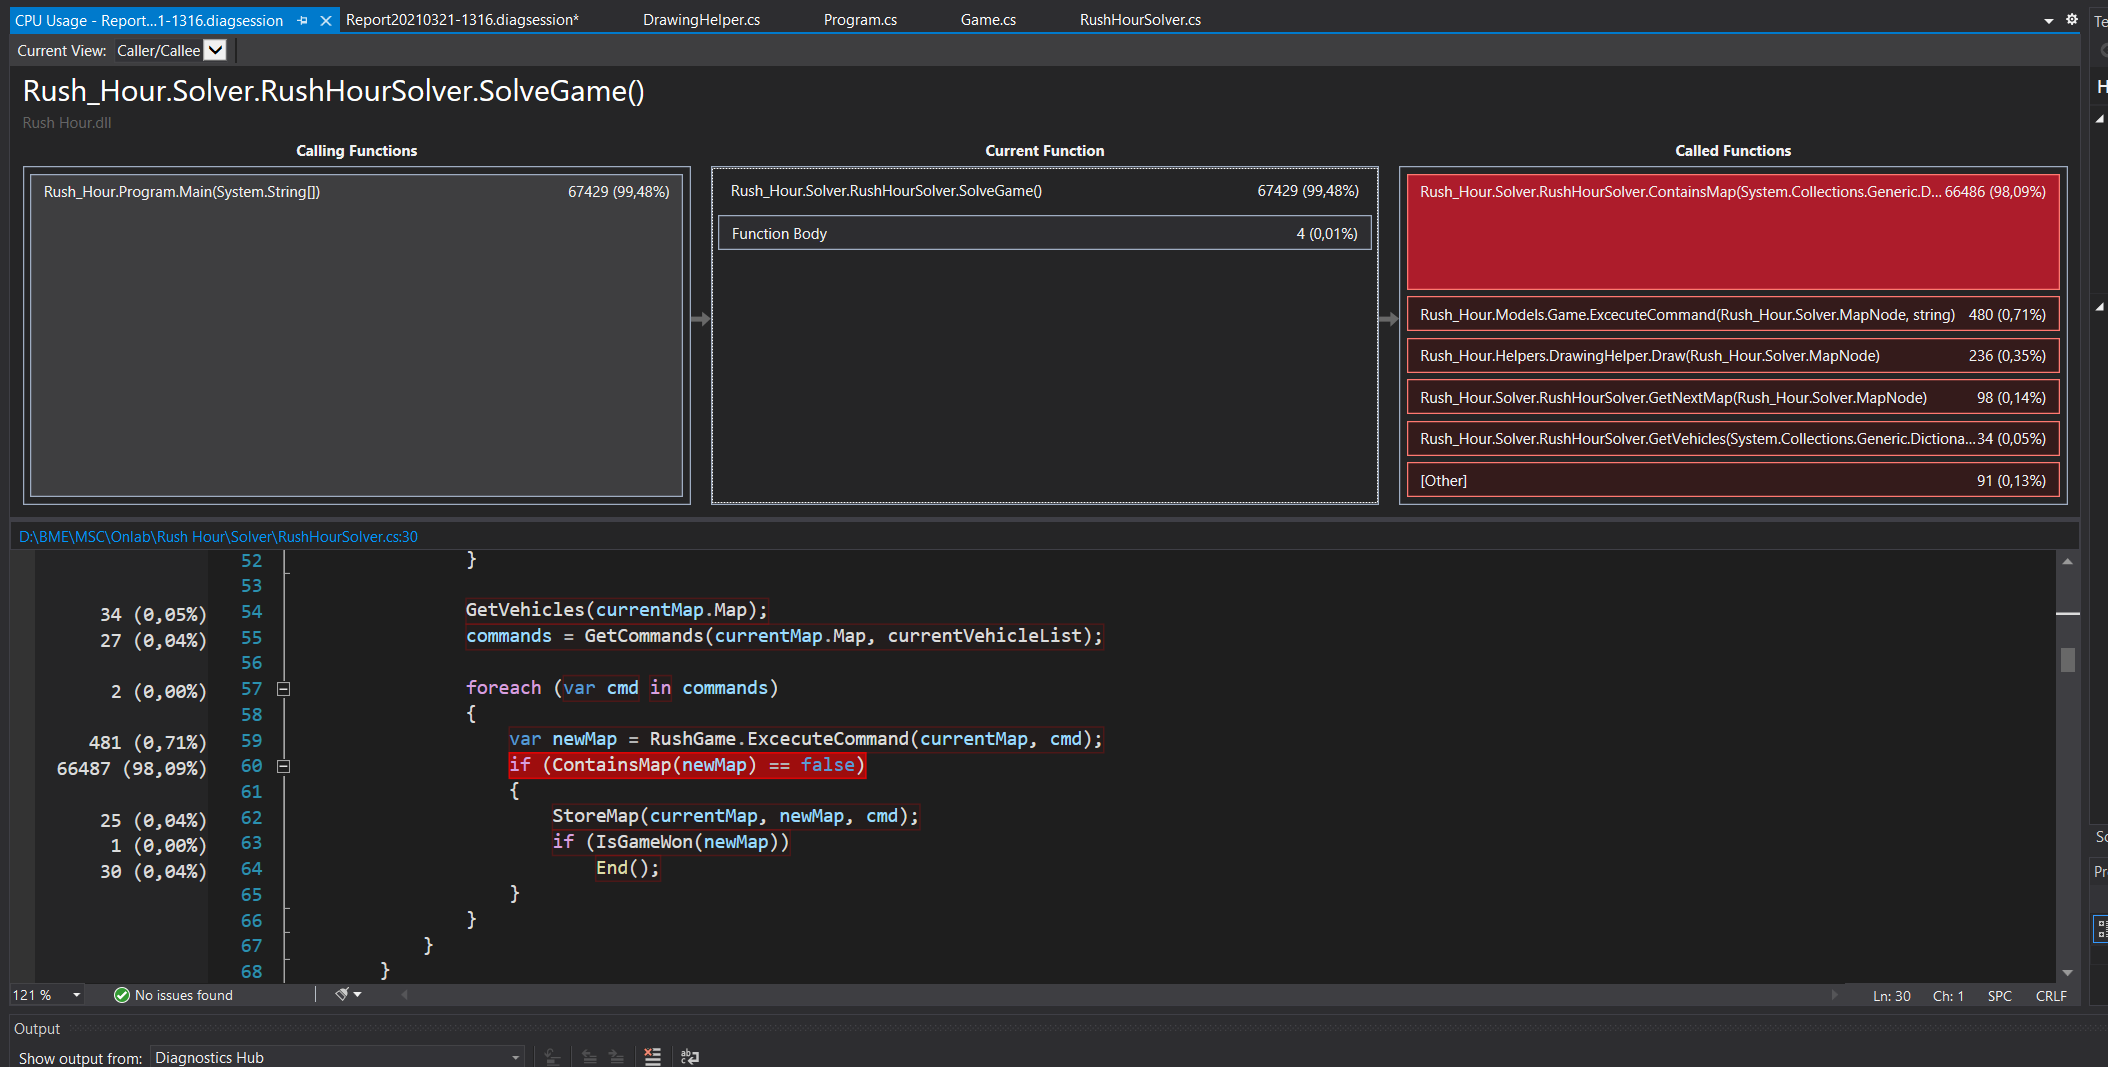 CPU Usage - Report...1-1316.diagsession Report20210321-1316.diagsession* DrawingHelper.cs Program.cs Game.cs RushHourSolver.cs
Current View: Caller/Callee
Rush_Hour.Solver.RushHourSolver.SolveGame()
Rush Hour.dll
Calling Functions
Rush_Hour.Program.Main(System.String[]) 67429 (99,48%)
Current Function
Rush_Hour.Solver.RushHourSolver.SolveGame() 67429 (99,48%)
Function Body 4 (0,01%)
Called Functions
Rush_Hour.Solver.RushHourSolver.ContainsMap(System.Collections.Generic.D... 66486 (98,09%)
Rush_Hour.Models.Game.ExcecuteCommand(Rush_Hour.Solver.MapNode, string) 480 (0,71%)
Rush_Hour.Helpers.DrawingHelper.Draw(Rush_Hour.Solver.MapNode) 236 (0,35%)
Rush_Hour.Solver.RushHourSolver.GetNextMap(Rush_Hour.Solver.MapNode) 98 (0,14%)
Rush_Hour.Solver.RushHourSolver.GetVehicles(System.Collections.Generic.Dictiona... 34 (0,05%)
[Other] 91 (0,13%)
D:\BME\MSC\Onlab\Rush Hour\Solver\RushHourSolver.cs:30
52 }
53
34 (0,05%) 54 GetVehicles(currentMap.Map);
27 (0,04%) 55 commands = GetCommands(currentMap.Map, currentVehicleList);
56
2 (0,00%) 57 foreach (var cmd in commands)
58 {
481 (0,71%) 59 var newMap = RushGame.ExcecuteCommand(currentMap, cmd);
66487 (98,09%) 60 if (ContainsMap(newMap) == false)
61 {
25 (0,04%) 62 StoreMap(currentMap, newMap, cmd);
1 (0,00%) 63 if (IsGameWon(newMap))
30 (0,04%) 64 End();
65 }
66 }
67 }
68 }
121 % No issues found Ln: 30 Ch: 1 SPC CRLF
Output
Show output from: Diagnostics Hub
Te
H
Sc
Pr